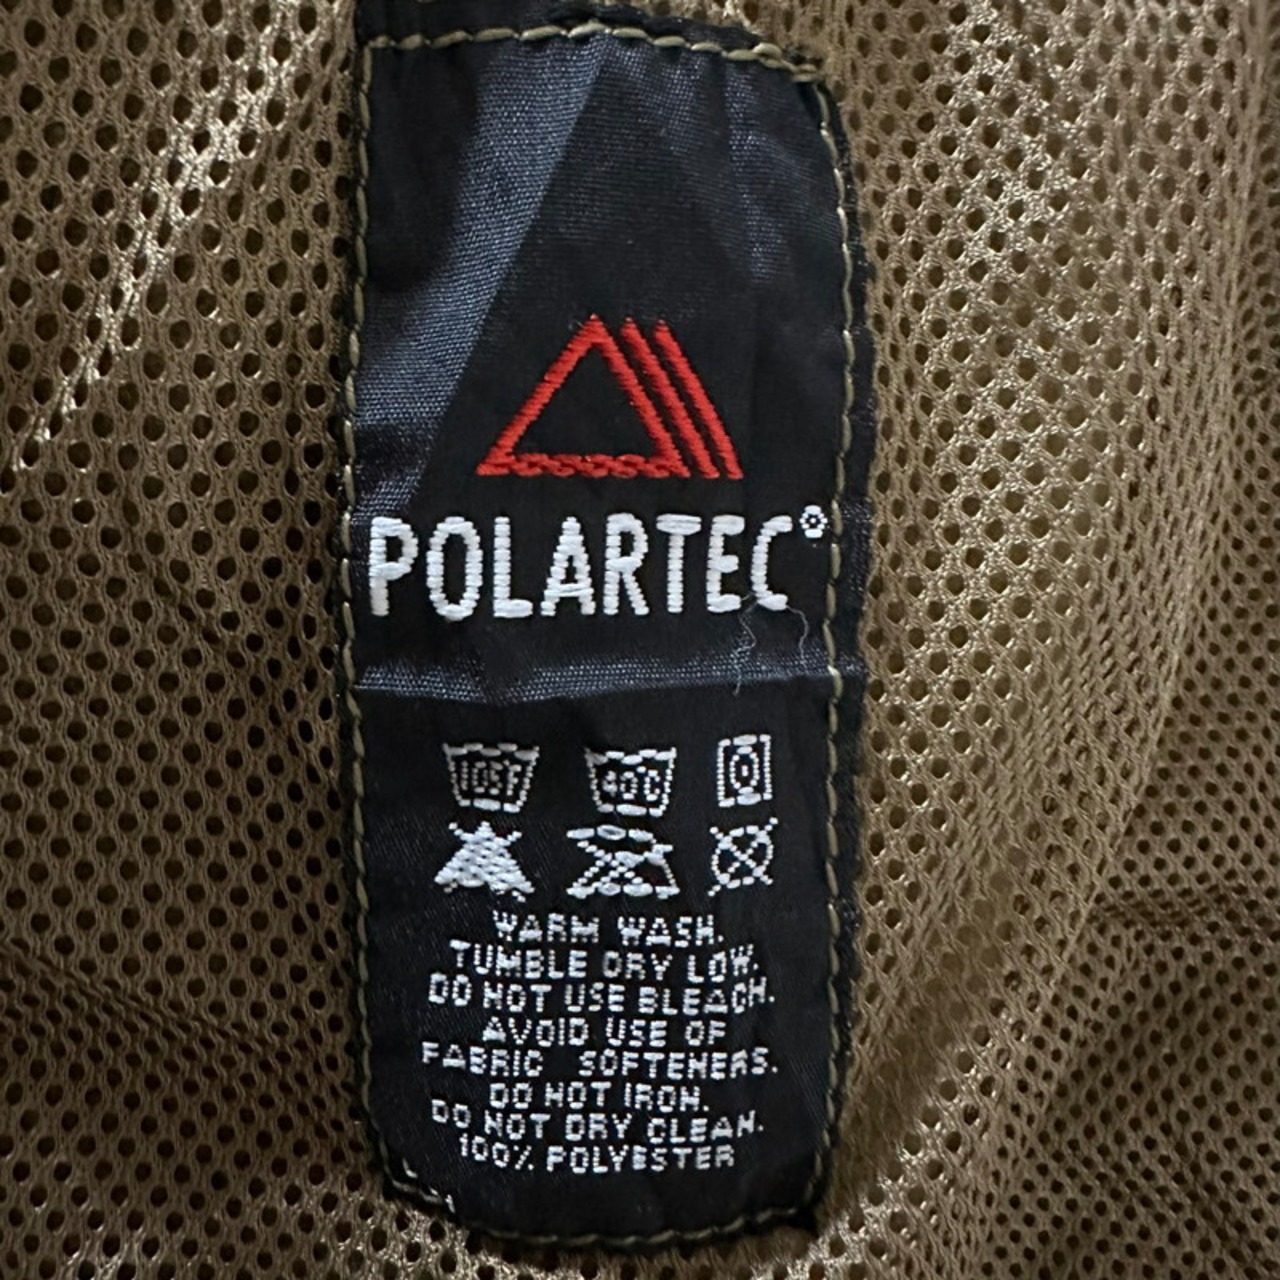 POLARTEC®
105F 40°C
WARM WASH.
TUMBLE DRY LOW.
DO NOT USE BLEACH.
AVOID USE OF
FABRIC SOFTENERS.
DO NOT IRON.
DO NOT DRY CLEAN.
100% POLYESTER